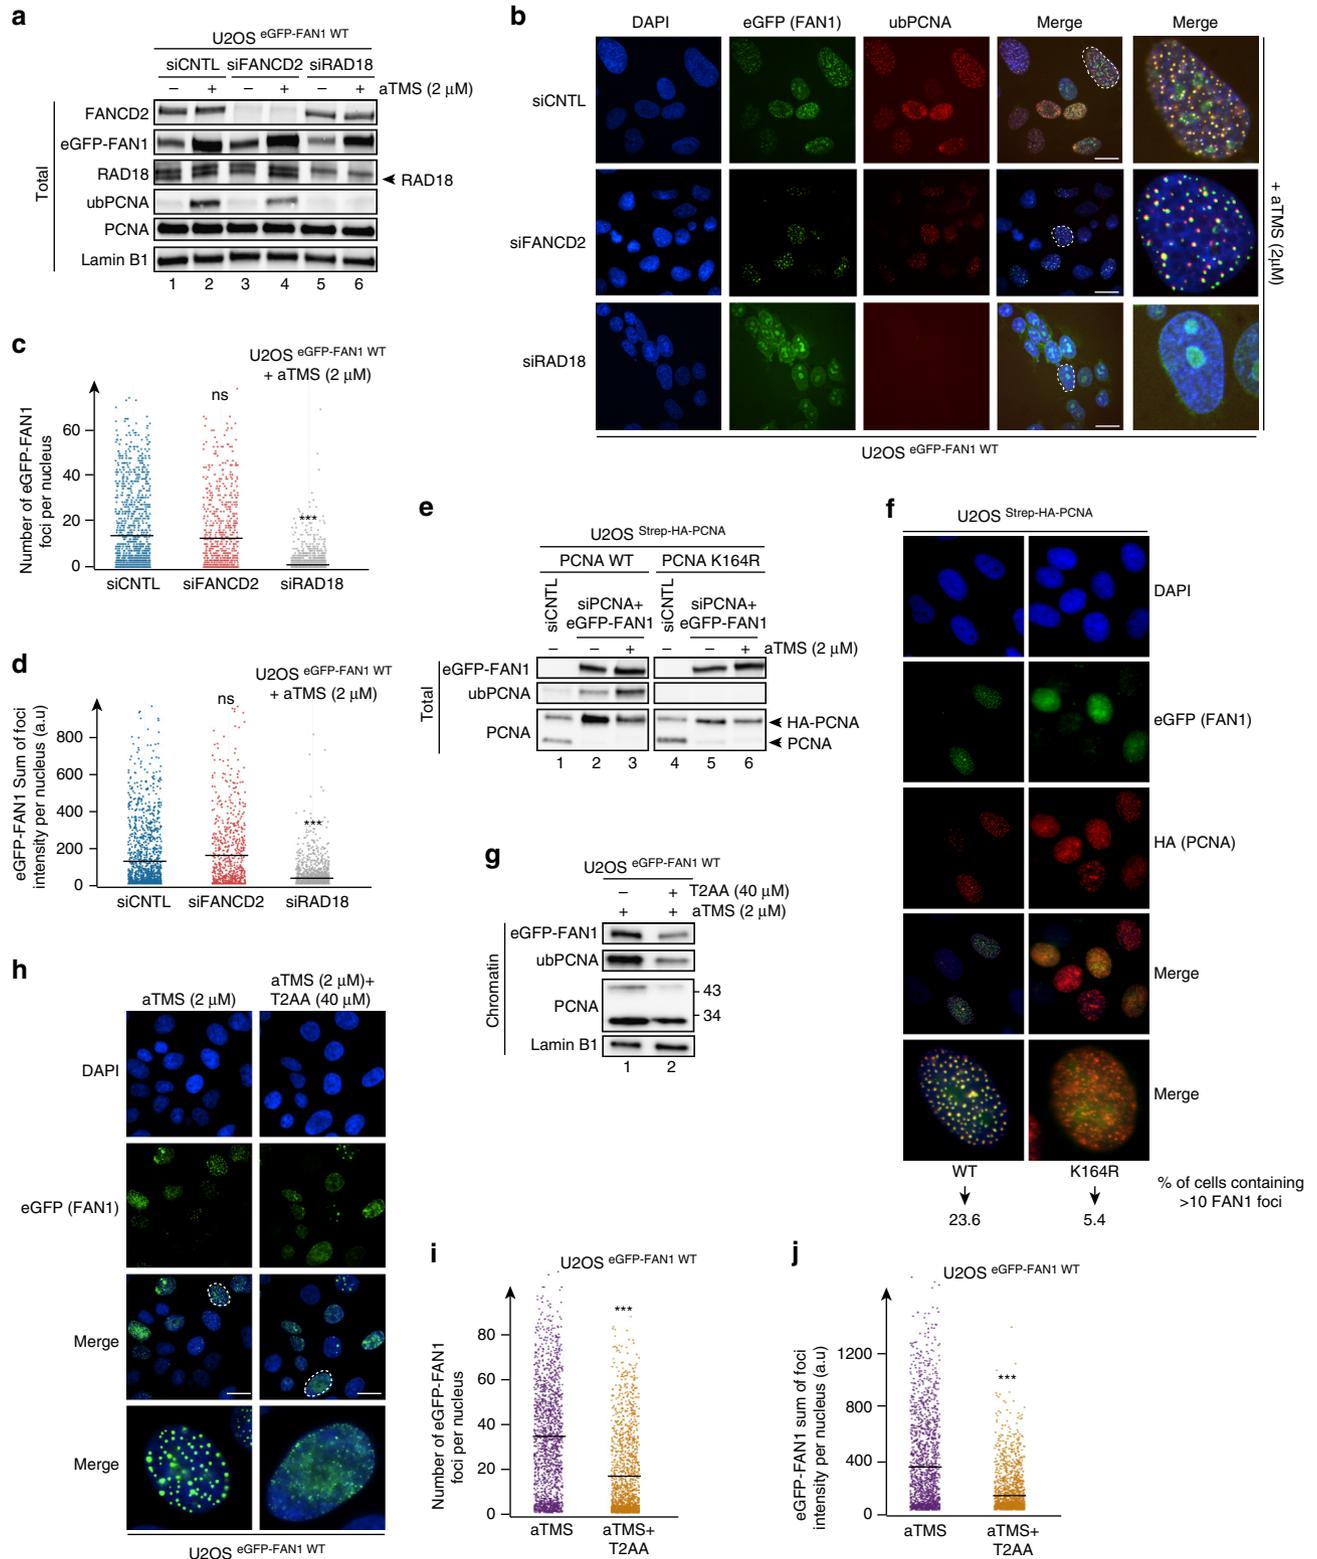 a
U2OS eGFP-FAN1 WT
siCNTL siFANCD2 siRAD18
– + – + – + aTMS (2 μM)
FANCD2
eGFP-FAN1
RAD18
RAD18
ubPCNA
PCNA
Lamin B1
Total
1 2 3 4 5 6
b
DAPI eGFP (FAN1) ubPCNA Merge Merge
siCNTL
siFANCD2
siRAD18
+ aTMS (2μM)
U2OS eGFP-FAN1 WT
c
U2OS eGFP-FAN1 WT
+ aTMS (2 μM)
Number of eGFP-FAN1
foci per nucleus
60
40
20
0
ns
***
siCNTL siFANCD2 siRAD18
d
U2OS eGFP-FAN1 WT
+ aTMS (2 μM)
eGFP-FAN1 Sum of foci
intensity per nucleus (a.u)
800
600
400
200
0
ns
***
siCNTL siFANCD2 siRAD18
e
U2OS Strep-HA-PCNA
PCNA WT PCNA K164R
siCNTL siPCNA+ eGFP-FAN1 siCNTL siPCNA+ eGFP-FAN1
– – + – – + aTMS (2 μM)
eGFP-FAN1
ubPCNA
PCNA
HA-PCNA
PCNA
Total
1 2 3 4 5 6
f
U2OS Strep-HA-PCNA
DAPI
eGFP (FAN1)
HA (PCNA)
Merge
Merge
WT K164R
% of cells containing
>10 FAN1 foci
23.6 5.4
g
U2OS eGFP-FAN1 WT
– + T2AA (40 μM)
+ + aTMS (2 μM)
eGFP-FAN1
ubPCNA
PCNA
43
34
Lamin B1
Chromatin
1 2
h
aTMS (2 μM)
aTMS (2 μM)+
T2AA (40 μM)
DAPI
eGFP (FAN1)
Merge
Merge
U2OS eGFP-FAN1 WT
i
U2OS eGFP-FAN1 WT
Number of eGFP-FAN1
foci per nucleus
80
60
40
20
0
***
aTMS aTMS+
T2AA
j
U2OS eGFP-FAN1 WT
eGFP-FAN1 sum of foci
intensity per nucleus (a.u)
1200
800
400
0
***
aTMS aTMS+
T2AA